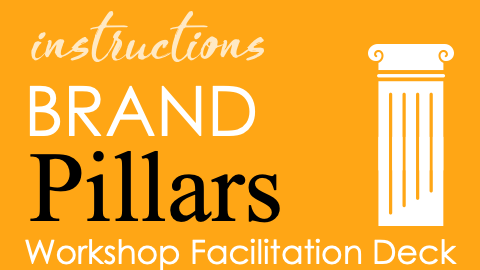 instructions
BRAND
Pillars
Workshop Facilitation Deck